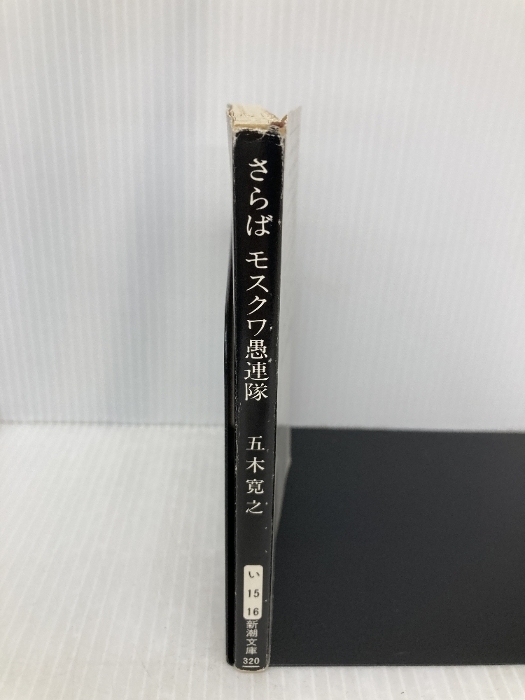 さらば モスクワ愚連隊
五木寛之
い
15
16
新潮文庫
320